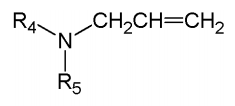 R₄ N CH₂CH=CH₂
R₅